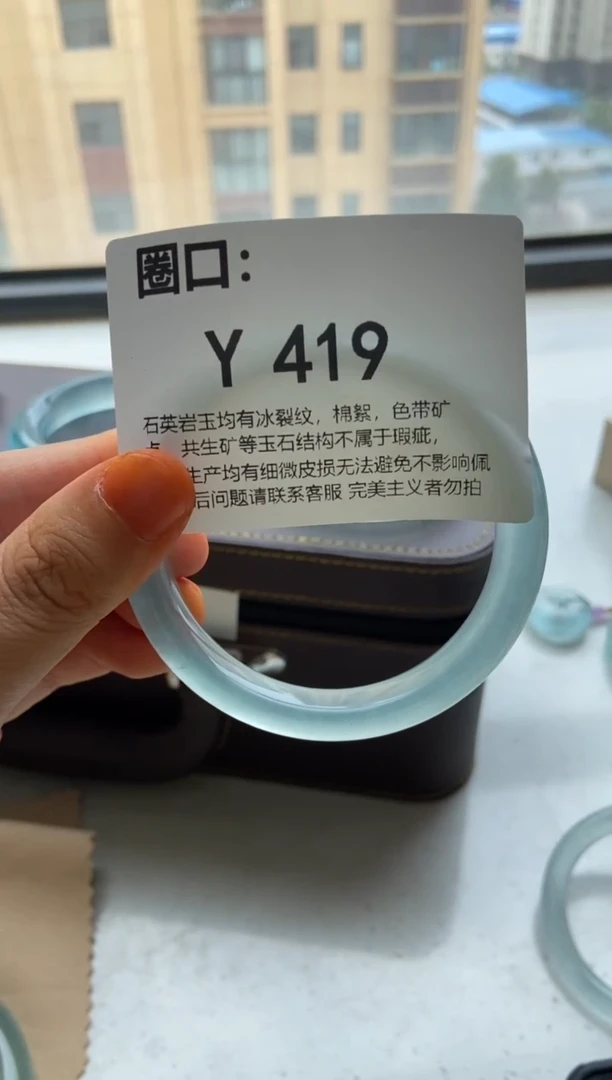 圈口：
Y 419
石英岩玉均有冰裂纹，棉絮，色带矿
点，共生矿等玉石结构不属于瑕疵，
生产均有细微皮损无法避免不影响佩
后问题请联系客服 完美主义者勿拍